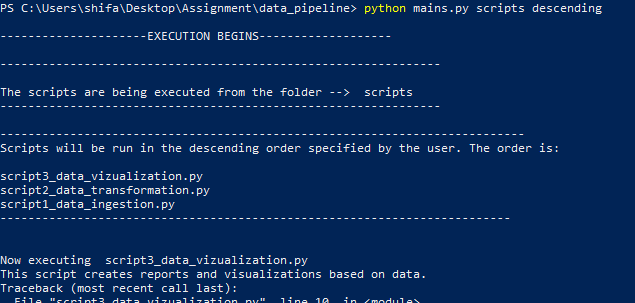 PS C:\Users\shifa\Desktop\Assignment\data_pipeline> python mains.py scripts descending
----------------------EXECUTION BEGINS--------------------
------------------------------------------------------------------
The scripts are being executed from the folder -->  scripts
------------------------------------------------------------------
-------------------------------------------------------------------------------
Scripts will be run in the descending order specified by the user. The order is:
script3_data_vizualization.py
script2_data_transformation.py
script1_data_ingestion.py
-----------------------------------------------------------------------------
Now executing  script3_data_vizualization.py
This script creates reports and visualizations based on data.
Traceback (most recent call last):
  File "script3_data_vizualization.py", line 10, in <module>